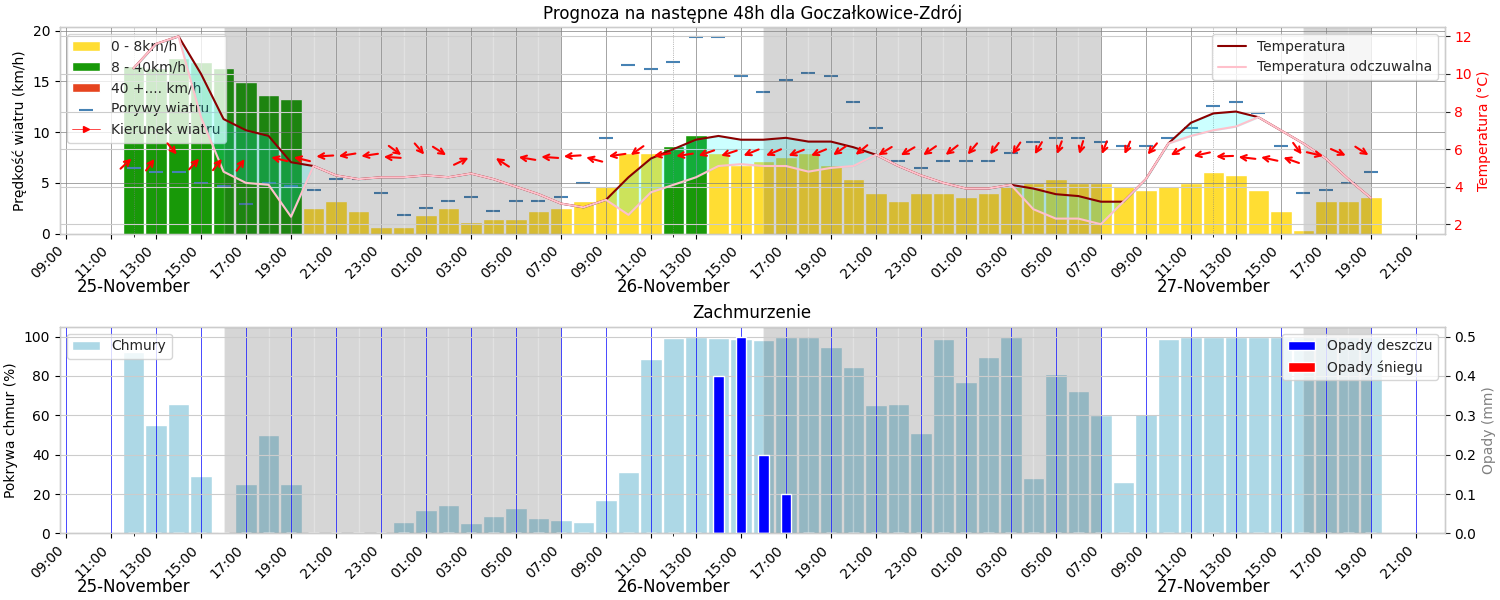 Prognoza na następne 48h dla Goczałkowice-Zdrój
Prędkość wiatru (km/h)
20
15
10
5
0
0 - 8km/h
8 - 40km/h
40 +.... km/h
Porywy wiatru
Kierunek wiatru
Temperatura
Temperatura odczuwalna
12
10
8
6
4
2
Temperatura (°C)
09:00 11:00 13:00 15:00 17:00 19:00 21:00 23:00 01:00 03:00 05:00 07:00 09:00 11:00 13:00 15:00 17:00 19:00 21:00 23:00 01:00 03:00 05:00 07:00 09:00 11:00 13:00 15:00 17:00 19:00 21:00
25-November 26-November 27-November
Zachmurzenie
Pokrywa chmur (%)
100
80
60
40
20
0
Chmury
Opady deszczu
Opady śniegu
0.5
0.4
0.3
0.2
0.1
0.0
Opady (mm)
09:00 11:00 13:00 15:00 17:00 19:00 21:00 23:00 01:00 03:00 05:00 07:00 09:00 11:00 13:00 15:00 17:00 19:00 21:00 23:00 01:00 03:00 05:00 07:00 09:00 11:00 13:00 15:00 17:00 19:00 21:00
25-November 26-November 27-November